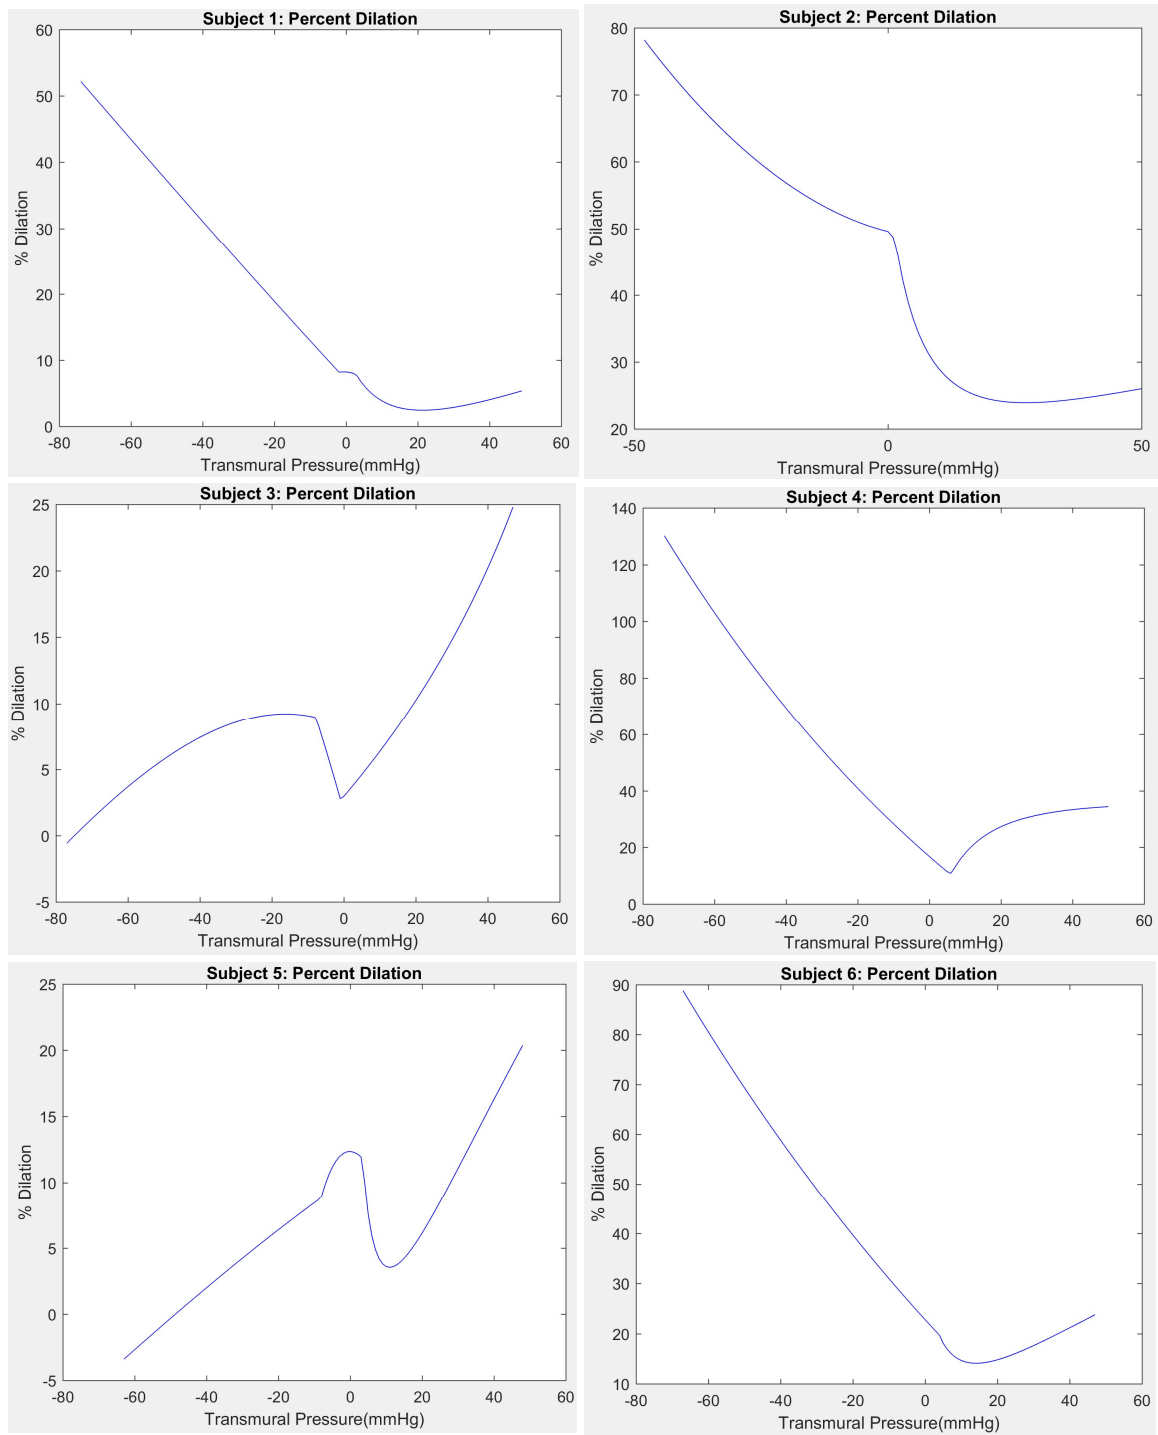 Subject 1: Percent Dilation
60
50
40
30
20
10
0
% Dilation
-80 -60 -40 -20 0 20 40 60
Transmural Pressure(mmHg)
Subject 2: Percent Dilation
80
70
60
50
40
30
20
% Dilation
-50 0 50
Transmural Pressure(mmHg)
Subject 3: Percent Dilation
25
20
15
10
5
0
-5
% Dilation
-80 -60 -40 -20 0 20 40 60
Transmural Pressure(mmHg)
Subject 4: Percent Dilation
140
120
100
80
60
40
20
0
% Dilation
-80 -60 -40 -20 0 20 40 60
Transmural Pressure(mmHg)
Subject 5: Percent Dilation
25
20
15
10
5
0
-5
% Dilation
-80 -60 -40 -20 0 20 40 60
Transmural Pressure(mmHg)
Subject 6: Percent Dilation
90
80
70
60
50
40
30
20
10
% Dilation
-80 -60 -40 -20 0 20 40 60
Transmural Pressure(mmHg)